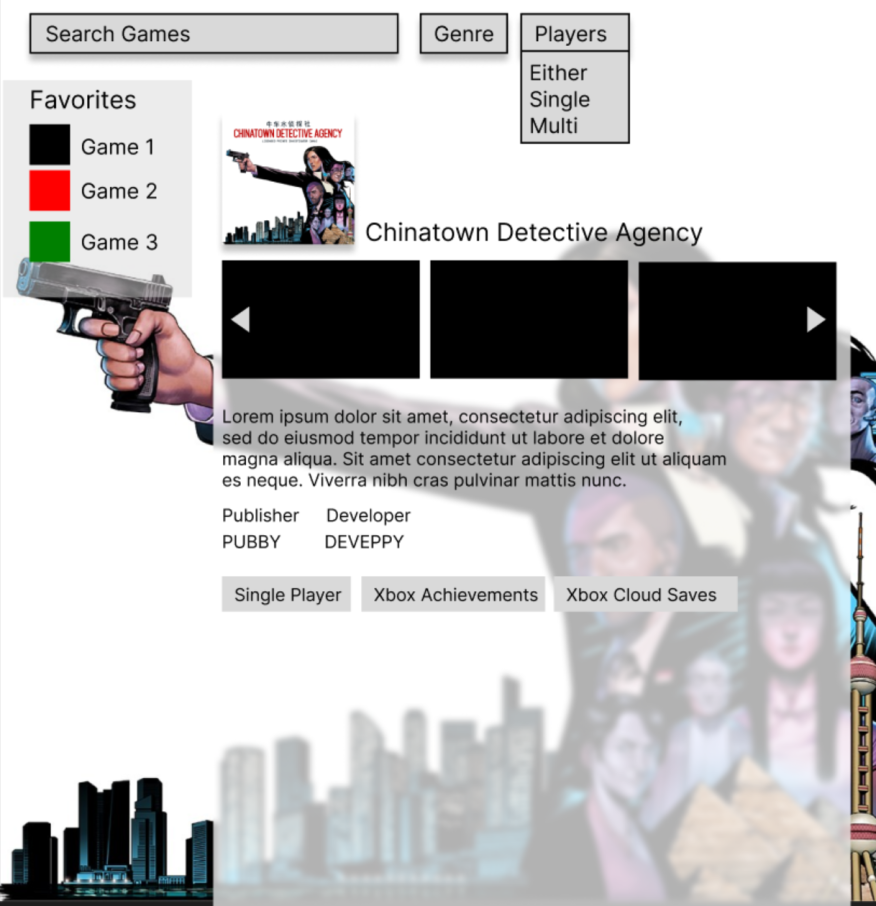 Search Games
Genre
Players
Either
Single
Multi
Favorites
Game 1
Game 2
Game 3
CHINATOWN DETECTIVE AGENCY
Chinatown Detective Agency
Lorem ipsum dolor sit amet, consectetur adipiscing elit,
sed do eiusmod tempor incididunt ut labore et dolore
magna aliqua. Sit amet consectetur adipiscing elit ut aliquam
es neque. Viverra nibh cras pulvinar mattis nunc.
Publisher Developer
PUBBY DEVEPPY
Single Player Xbox Achievements Xbox Cloud Saves